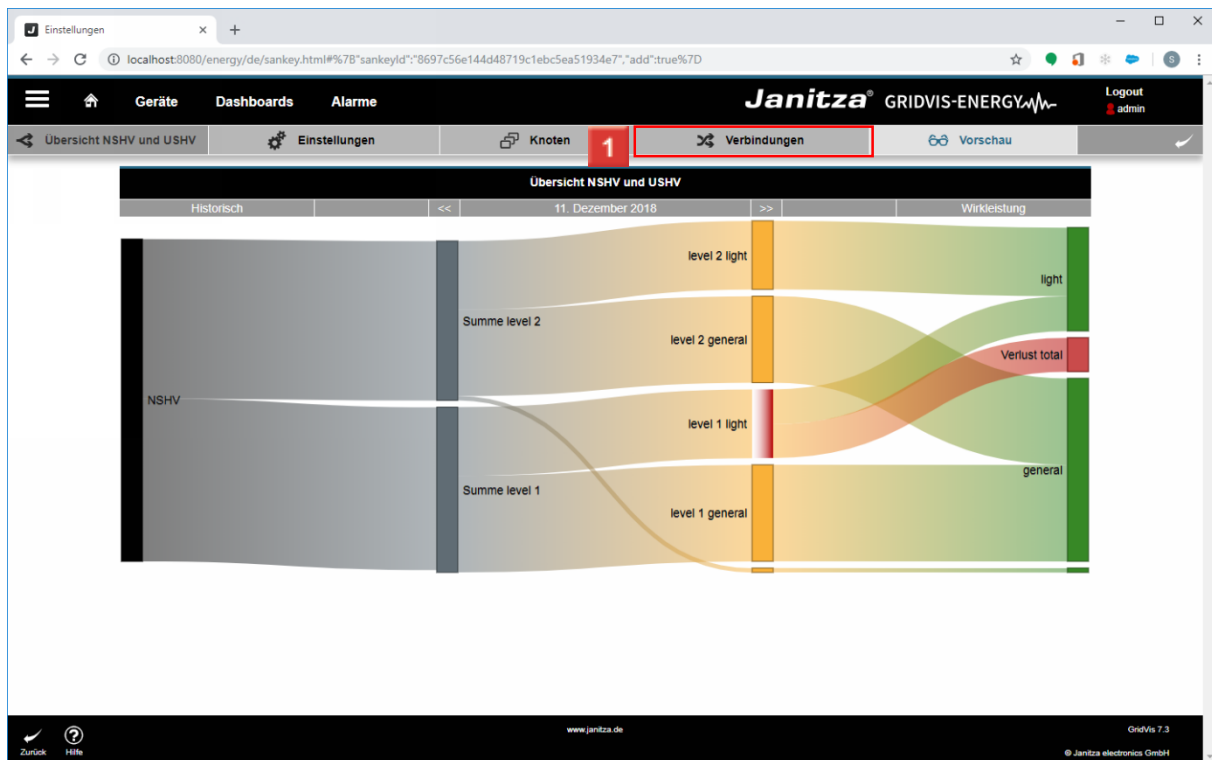 Einstellungen
localhost:8080/energy/de/sankey.html#%7B"sankeyId":"8697c56e144d48719c1ebc5ea51934e7","add":true%7D
S
Geräte Dashboards Alarme
Janitza® GRIDVIS-ENERGY
Logout
admin
Übersicht NSHV und USHV Einstellungen Knoten 1 Verbindungen Vorschau
Übersicht NSHV und USHV
Historisch << 11. Dezember 2018 >> Wirkleistung
level 2 light
light
Summe level 2
level 2 general
Verlust total
NSHV
level 1 light
general
Summe level 1
level 1 general
www.janitza.de
GridVis 7.3
Zurück Hilfe
© Janitza electronics GmbH